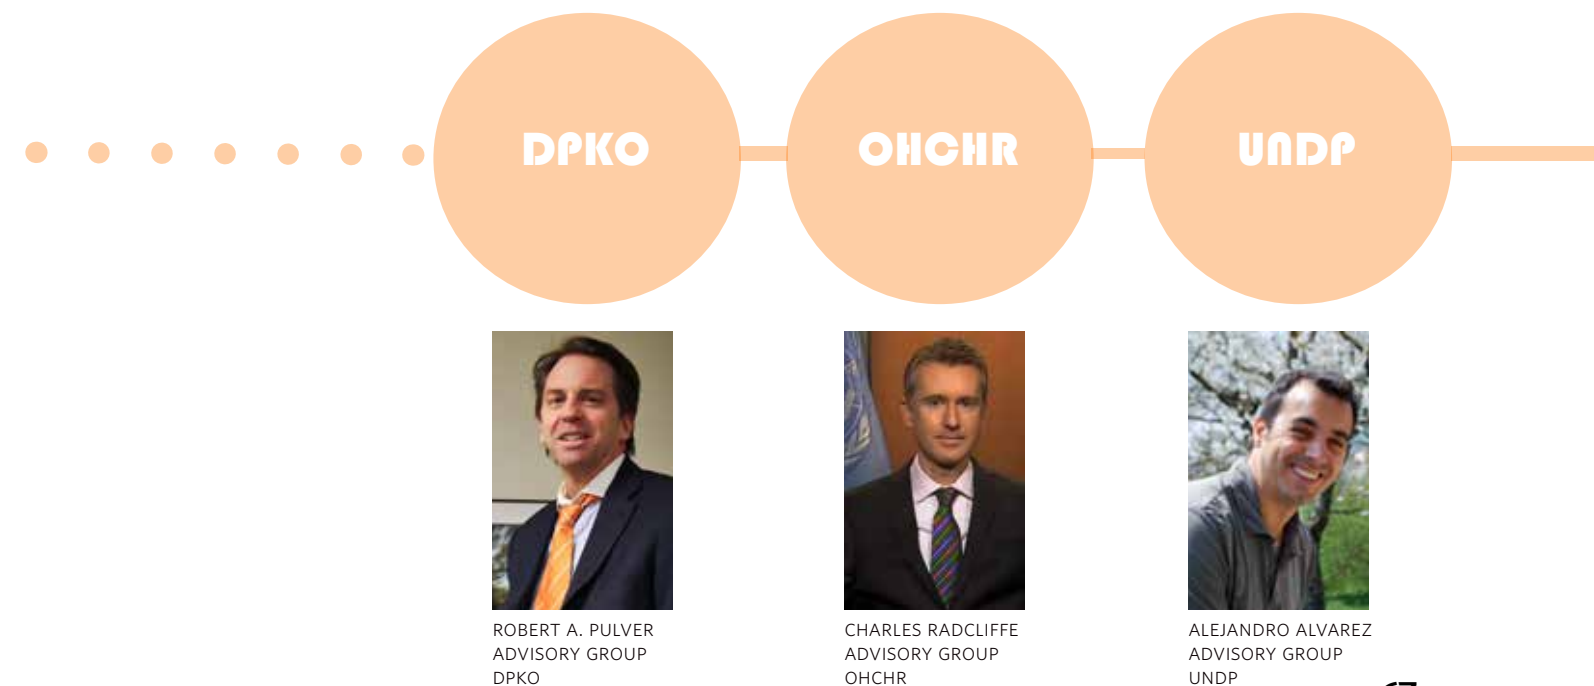 DPKO
OHCHR
UNDP
ROBERT A. PULVER
ADVISORY GROUP
DPKO
CHARLES RADCLIFFE
ADVISORY GROUP
OHCHR
ALEJANDRO ALVAREZ
ADVISORY GROUP
UNDP